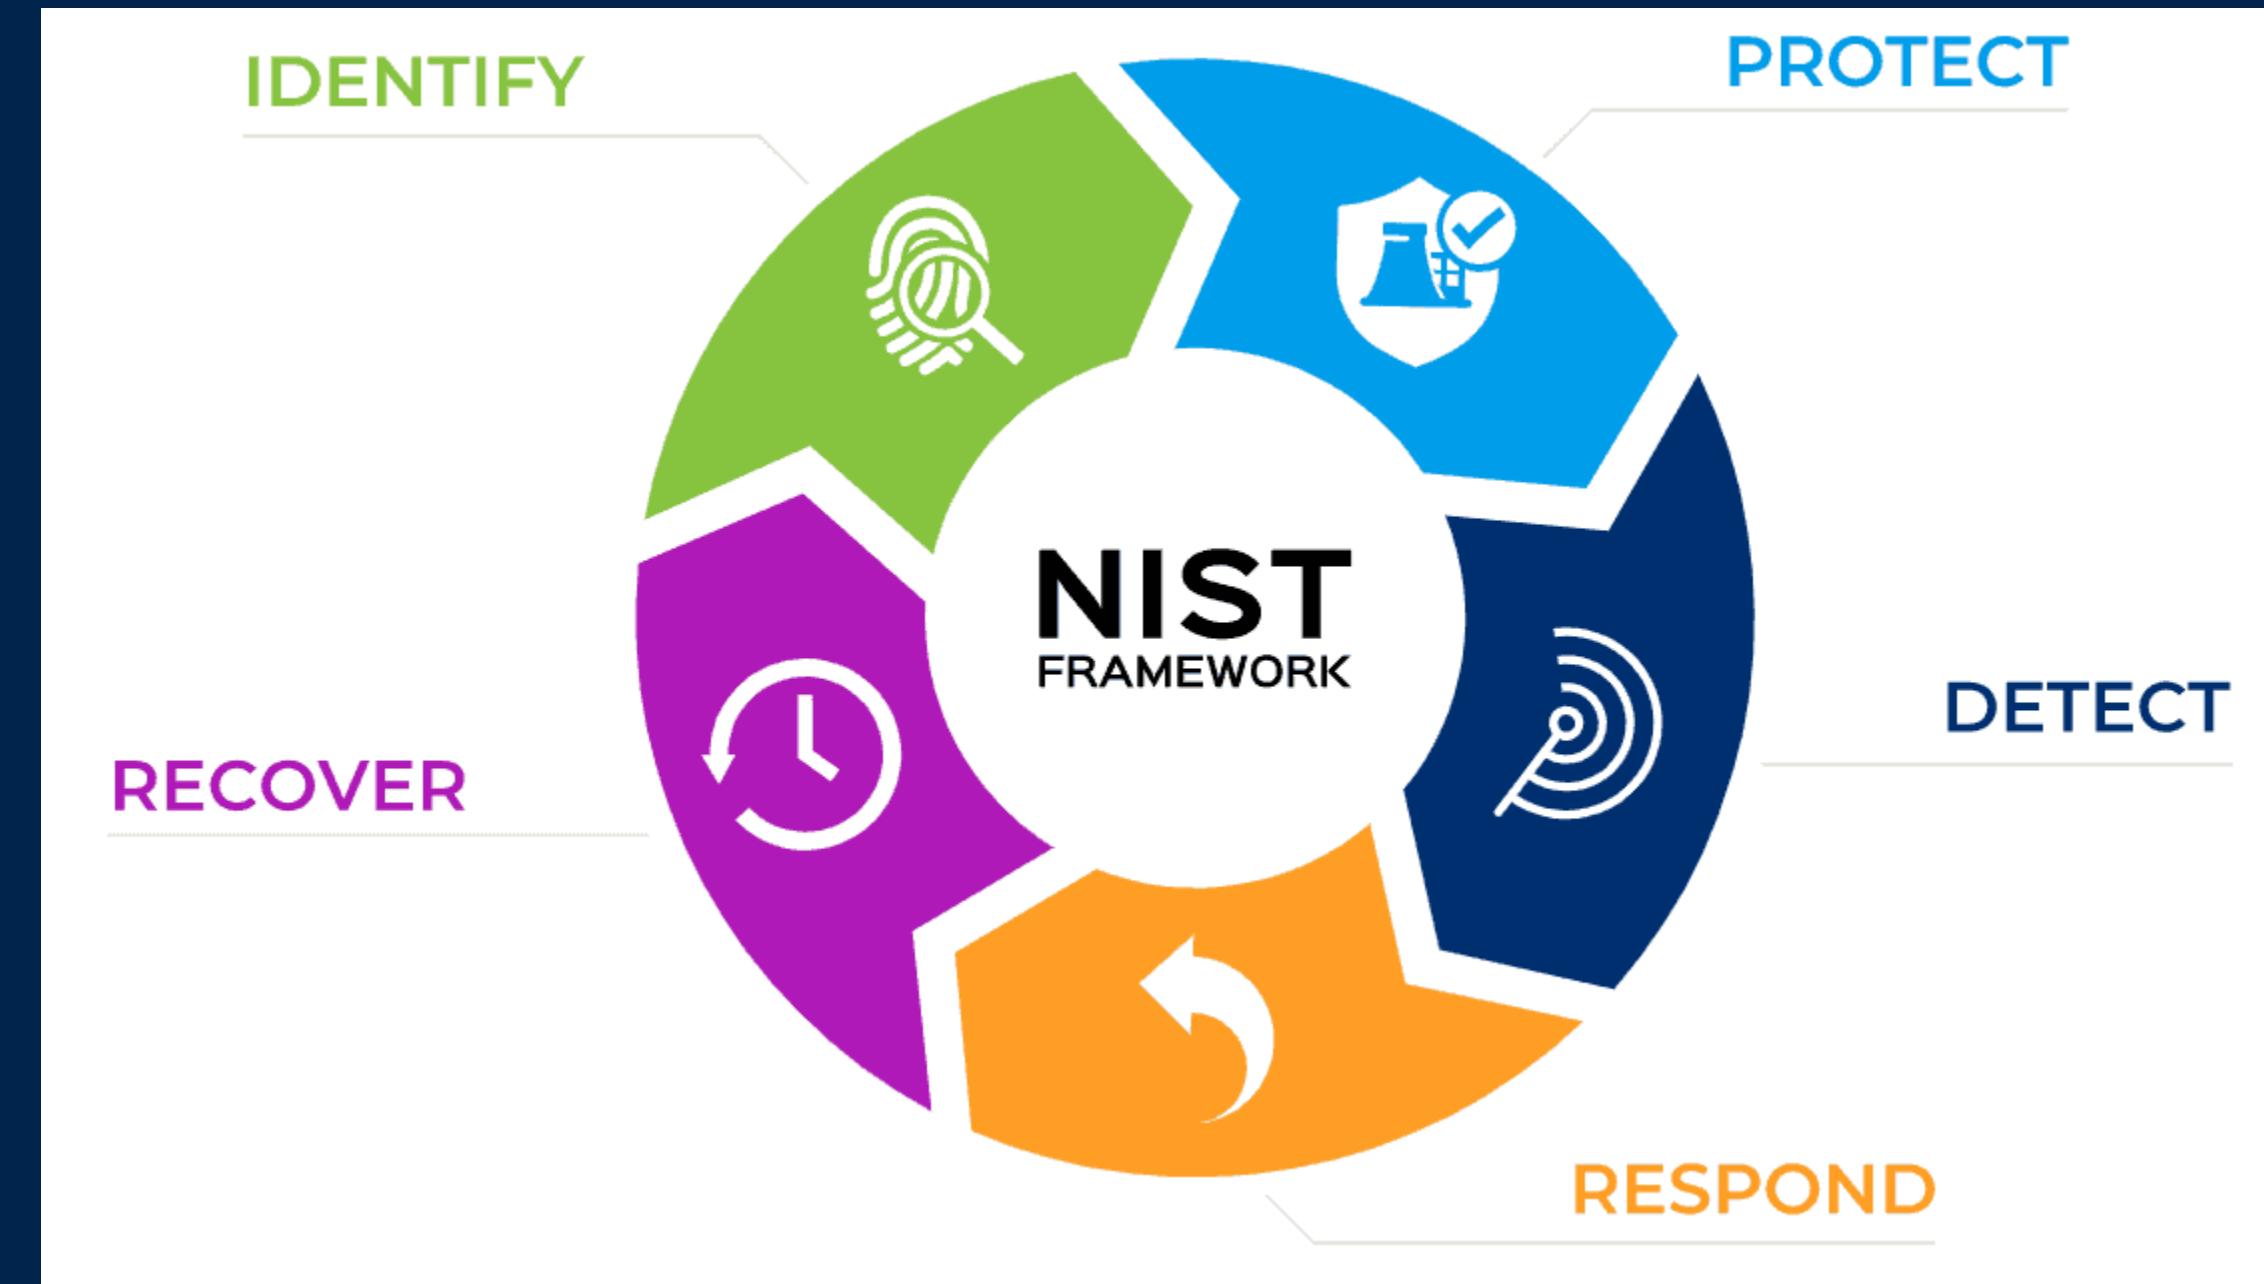 IDENTIFY
PROTECT
NIST
FRAMEWORK
DETECT
RECOVER
RESPOND